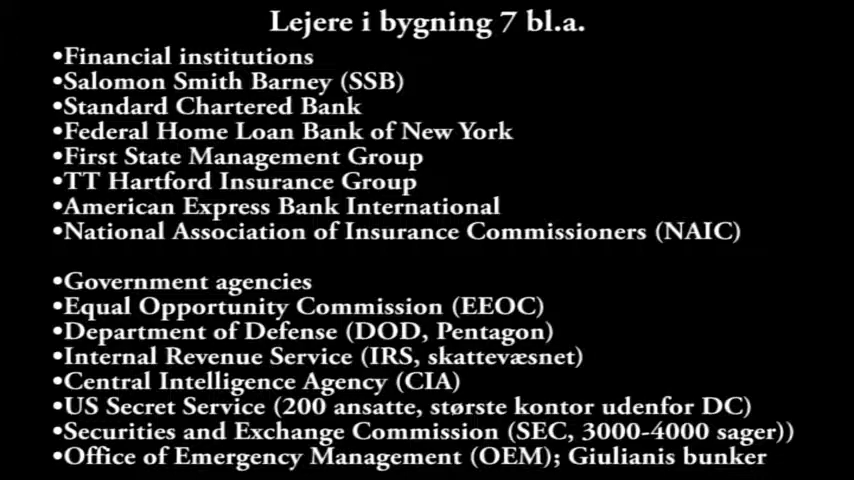 Lejere i bygning 7 bl.a.
•Financial institutions
•Salomon Smith Barney (SSB)
•Standard Chartered Bank
•Federal Home Loan Bank of New York
•First State Management Group
•TT Hartford Insurance Group
•American Express Bank International
•National Association of Insurance Commissioners (NAIC)
•Government agencies
•Equal Opportunity Commission (EEOC)
•Department of Defense (DOD, Pentagon)
•Internal Revenue Service (IRS, skattevæsnet)
•Central Intelligence Agency (CIA)
•US Secret Service (200 ansatte, største kontor udenfor DC)
•Securities and Exchange Commission (SEC, 3000-4000 sager))
•Office of Emergency Management (OEM); Giulianis bunker